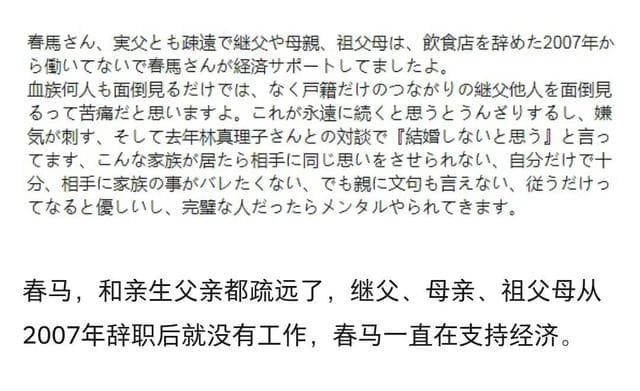 春馬さん、実父とも疎遠で継父や母親、祖父母は、飲食店を辞めた2007年か
ら働いてないで春馬さんが経済サポートしてましたよ。
血族何人も面倒見るだけでは、なく戸籍だけのつながりの継父他人を面倒見
るって苦痛だと思いますよ。これが永遠に続くと思うとうんざりするし、嫌
気が刺す、そして去年林真理子さんとの対談で『結婚しないと思う』と言っ
てます、こんな家族が居たら相手に同じ思いをさせられない、自分だけで十
分、相手に家族の事がバレたくない、でも親に文句も言えない、従うだけっ
てなると優しいし、完璧な人だったらメンタルやられてきます。
春马，和亲生父亲都疏远了，继父、母亲、祖父母从
2007年辞职后就没有工作，春马一直在支持经济。